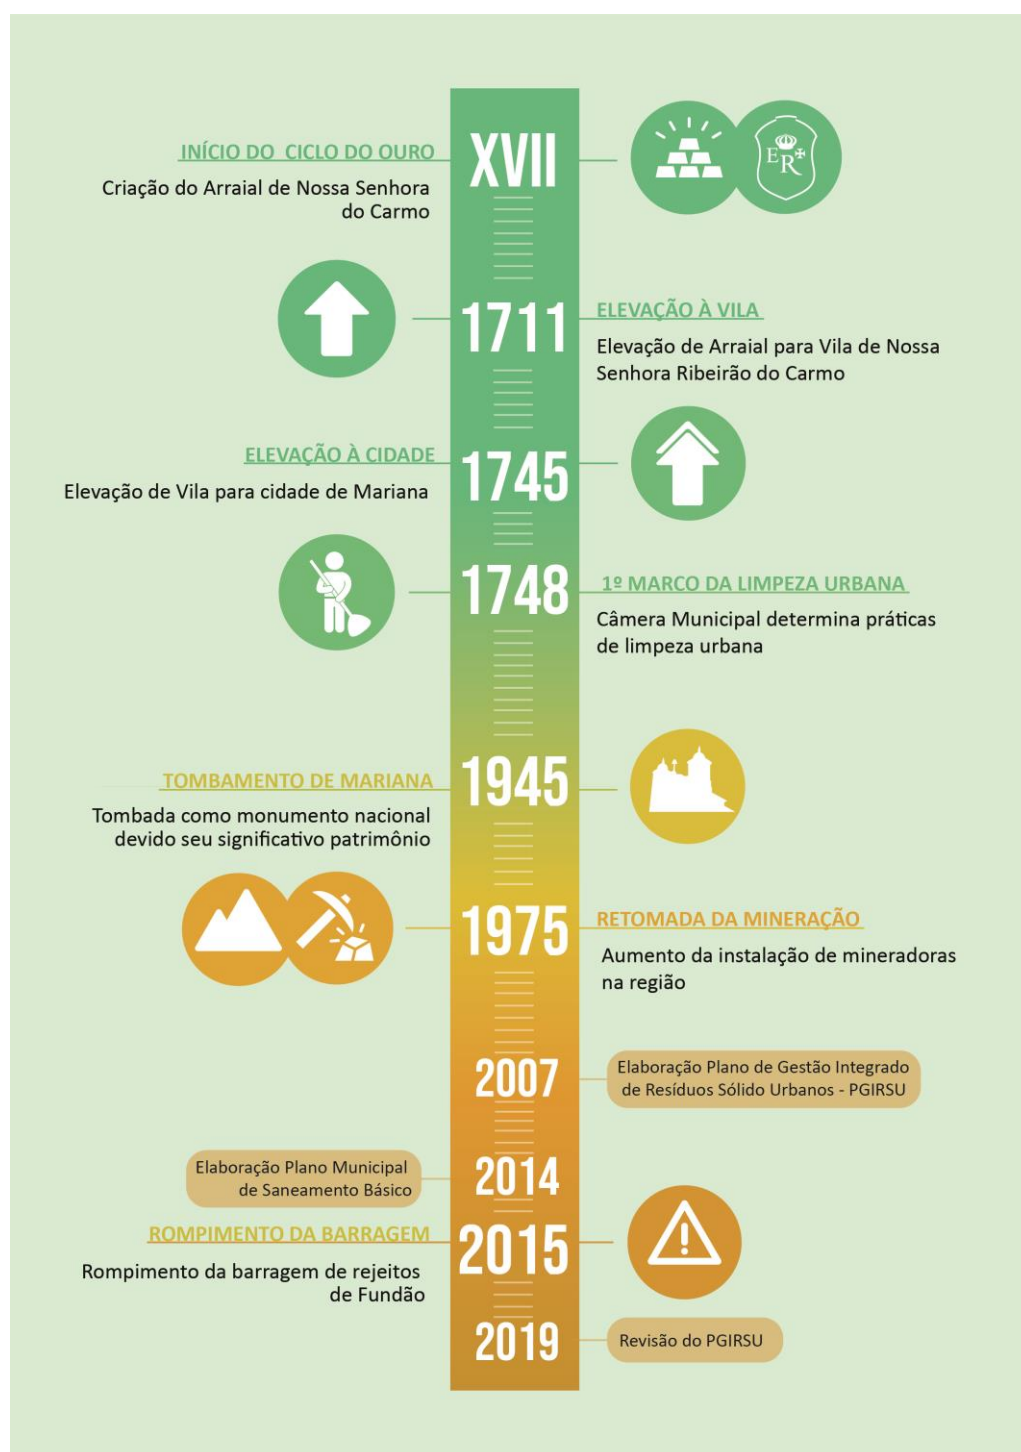 XVII
INÍCIO DO CICLO DO OURO
Criação do Arraial de Nossa Senhora
do Carmo
E R
1711
ELEVAÇÃO À VILA
Elevação de Arraial para Vila de Nossa
Senhora Ribeirão do Carmo
1745
ELEVAÇÃO À CIDADE
Elevação de Vila para cidade de Mariana
1748
1º MARCO DA LIMPEZA URBANA
Câmera Municipal determina práticas
de limpeza urbana
1945
TOMBAMENTO DE MARIANA
Tombada como monumento nacional
devido seu significativo patrimônio
1975
RETOMADA DA MINERAÇÃO
Aumento da instalação de mineradoras
na região
2007
Elaboração Plano de Gestão Integrado
de Resíduos Sólido Urbanos - PGIRSU
2014
Elaboração Plano Municipal
de Saneamento Básico
2015
ROMPIMENTO DA BARRAGEM
Rompimento da barragem de rejeitos
de Fundão
2019
Revisão do PGIRSU